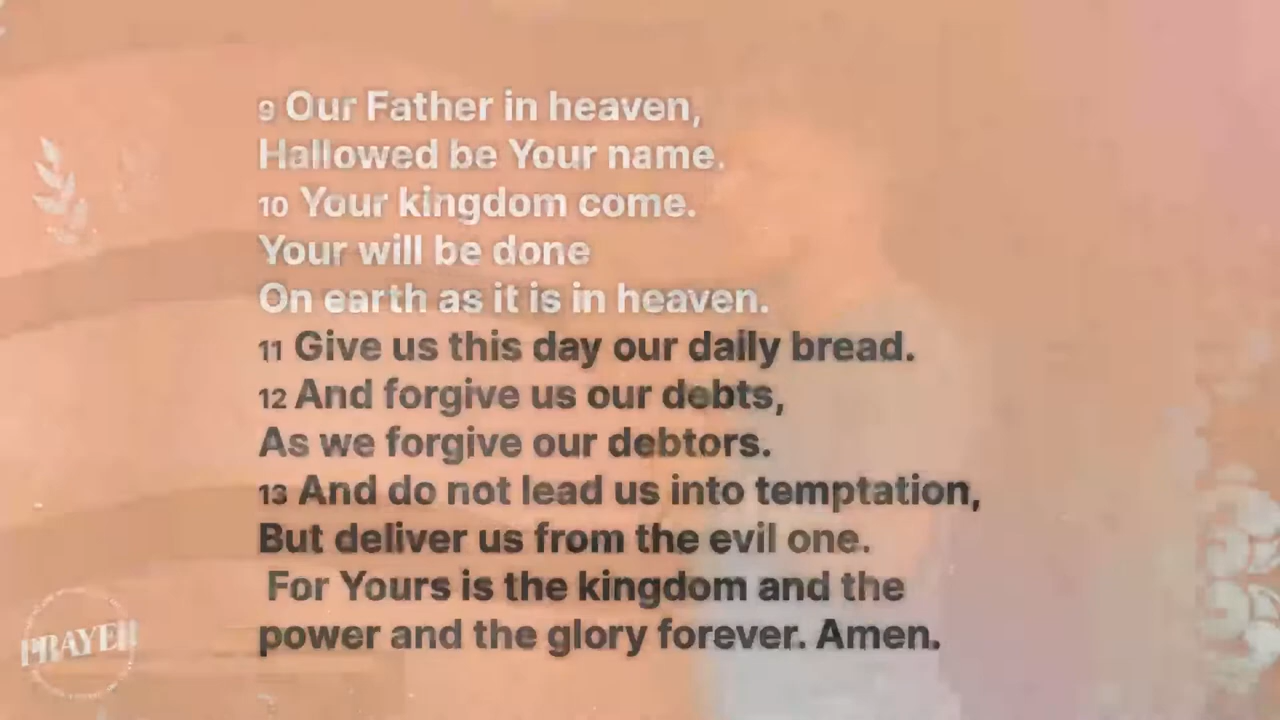 9 Our Father in heaven,
Hallowed be Your name.
10 Your kingdom come.
Your will be done
On earth as it is in heaven.
11 Give us this day our daily bread.
12 And forgive us our debts,
As we forgive our debtors.
13 And do not lead us into temptation,
But deliver us from the evil one.
For Yours is the kingdom and the
power and the glory forever. Amen.
PRAYER